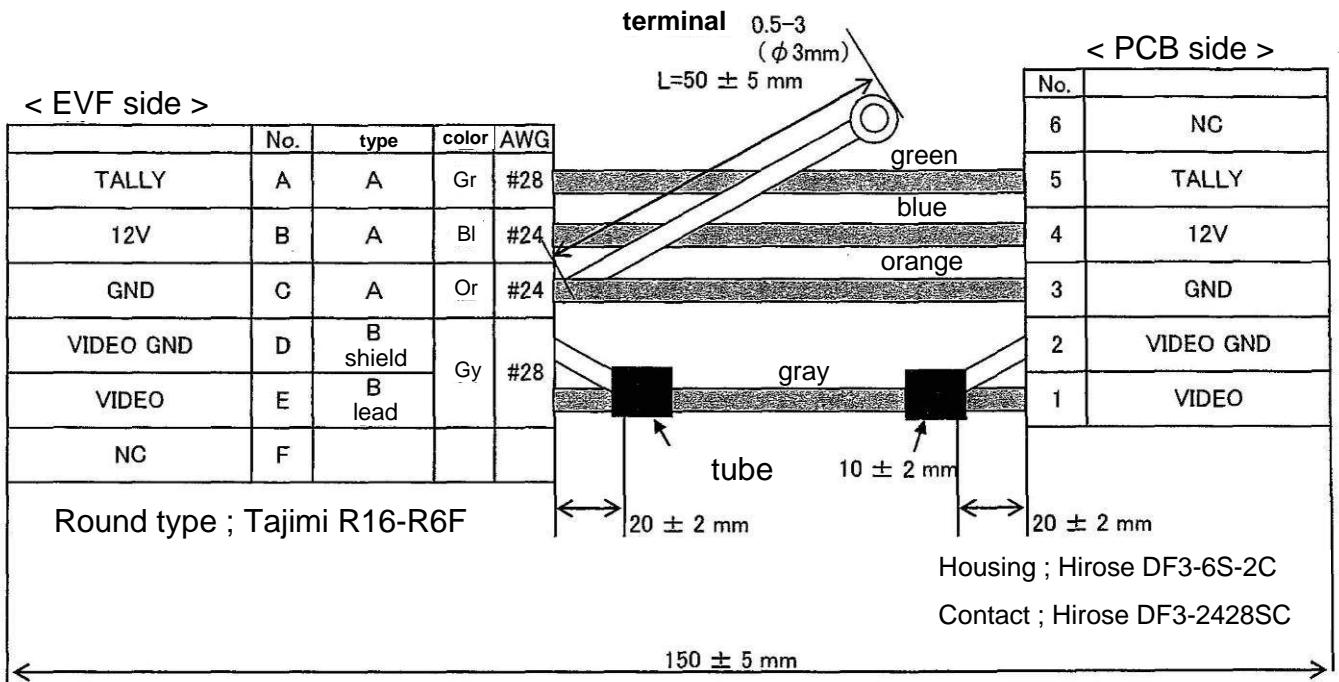 terminal 0.5-3
(φ3mm)
L=50 ± 5 mm
< PCB side >
< EVF side >
No. type color AWG
TALLY A A Gr #28
12V B A Bl #24
GND C A Or #24
VIDEO GND D B shield Gy #28
VIDEO E B lead
NC F
green
blue
orange
gray
No.
6 NC
5 TALLY
4 12V
3 GND
2 VIDEO GND
1 VIDEO
tube
10 ± 2 mm
20 ± 2 mm
20 ± 2 mm
Round type ; Tajimi R16-R6F
Housing ; Hirose DF3-6S-2C
Contact ; Hirose DF3-2428SC
150 ± 5 mm